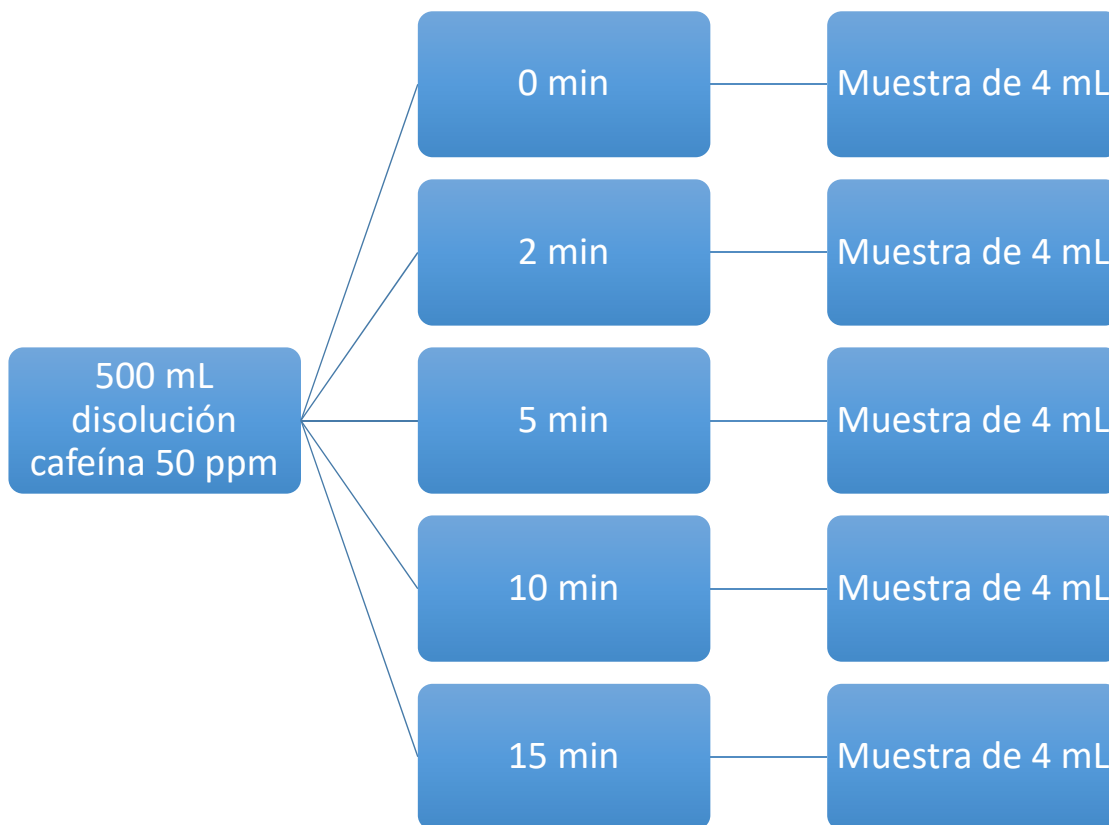 0 min
Muestra de 4 mL
2 min
Muestra de 4 mL
500 mL
disolución
cafeína 50 ppm
5 min
Muestra de 4 mL
10 min
Muestra de 4 mL
15 min
Muestra de 4 mL